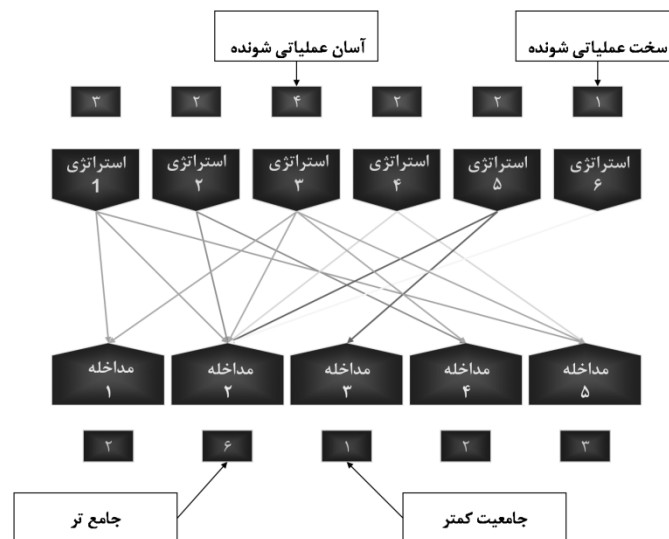 سخت عملیاتی شونده
آسان عملیاتی شونده
۱
۲
۲
۴
۲
۳
استراتژی
۶
استراتژی
۵
استراتژی
۴
استراتژی
۳
استراتژی
۲
استراتژی
1
مداخله
۵
مداخله
۴
مداخله
۳
مداخله
۲
مداخله
۱
۳
۲
۱
۶
۲
جامعیت کمتر
جامع تر